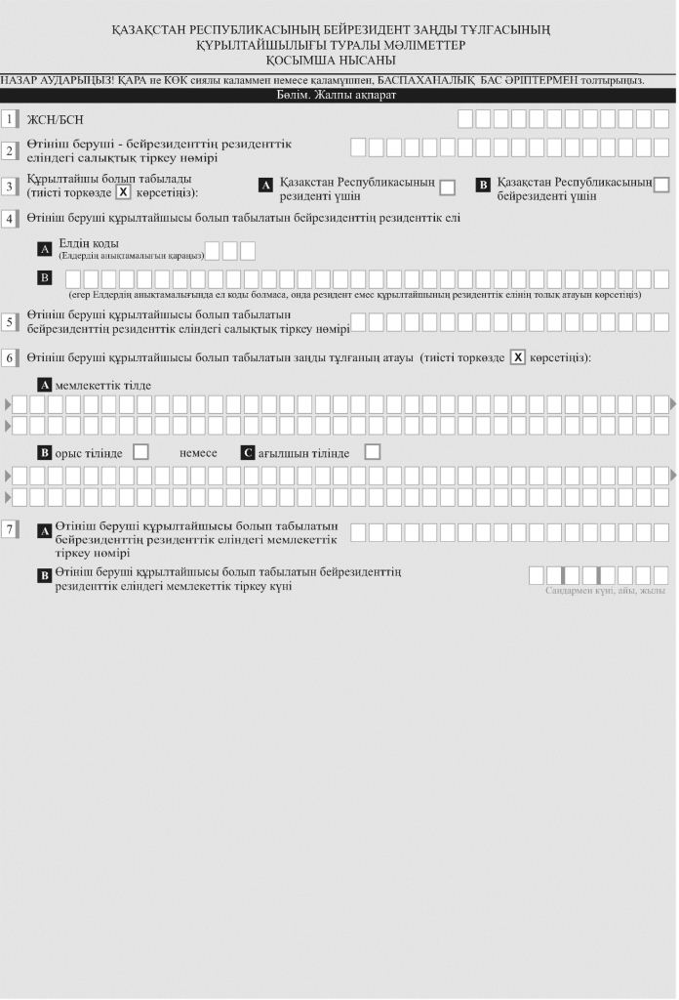 ҚАЗАҚСТАН РЕСПУБЛИКАСЫНЫҢ БЕЙРЕЗИДЕНТ ЗАҢДЫ ТҰЛҒАСЫНЫҢ
ҚҰРЫЛТАЙШЫЛЫҒЫ ТУРАЛЫ МӘЛІМЕТТЕР
ҚОСЫМША НЫСАНЫ
НАЗАР АУДАРЫҢЫЗ! ҚАРА не КӨК сиялы қаламмен немесе қаламұшпен, БАСПАХАНАЛЫҚ БАС ӘРІПТЕРМЕН толтырыңыз.
Бөлім. Жалпы ақпарат
1 ЖСН/БСН
2 Өтініш беруші - бейрезиденттің резиденттік
еліндегі салықтық тіркеу нөмірі
3 Құрылтайшы болып табылады
(тиісті торкөзде X көрсетіңіз):
A Қазақстан Республикасының
резиденті үшін
B Қазақстан Республикасының
бейрезиденті үшін
4 Өтініш беруші құрылтайшысы болып табылатын бейрезиденттің резиденттік елі
A Елдің коды
(Елдердің анықтамалығын қараңыз)
B
(егер Елдердің анықтамалығында ел коды болмаса, онда резидент емес құрылтайшының резиденттік елінің толық атауын көрсетіңіз)
5 Өтініш беруші құрылтайшысы болып табылатын
бейрезиденттің резиденттік еліндегі салықтық тіркеу нөмірі
6 Өтініш беруші құрылтайшысы болып табылатын заңды тұлғаның атауы (тиісті торкөзде X көрсетіңіз):
A мемлекеттік тілде
B орыс тілінде немесе C ағылшын тілінде
7 A Өтініш беруші құрылтайшысы болып табылатын
бейрезиденттің резиденттік еліндегі мемлекеттік
тіркеу нөмірі
B Өтініш беруші құрылтайшысы болып табылатын бейрезиденттің
резиденттік еліндегі мемлекеттік тіркеу күні
Сандармен күні, айы, жылы